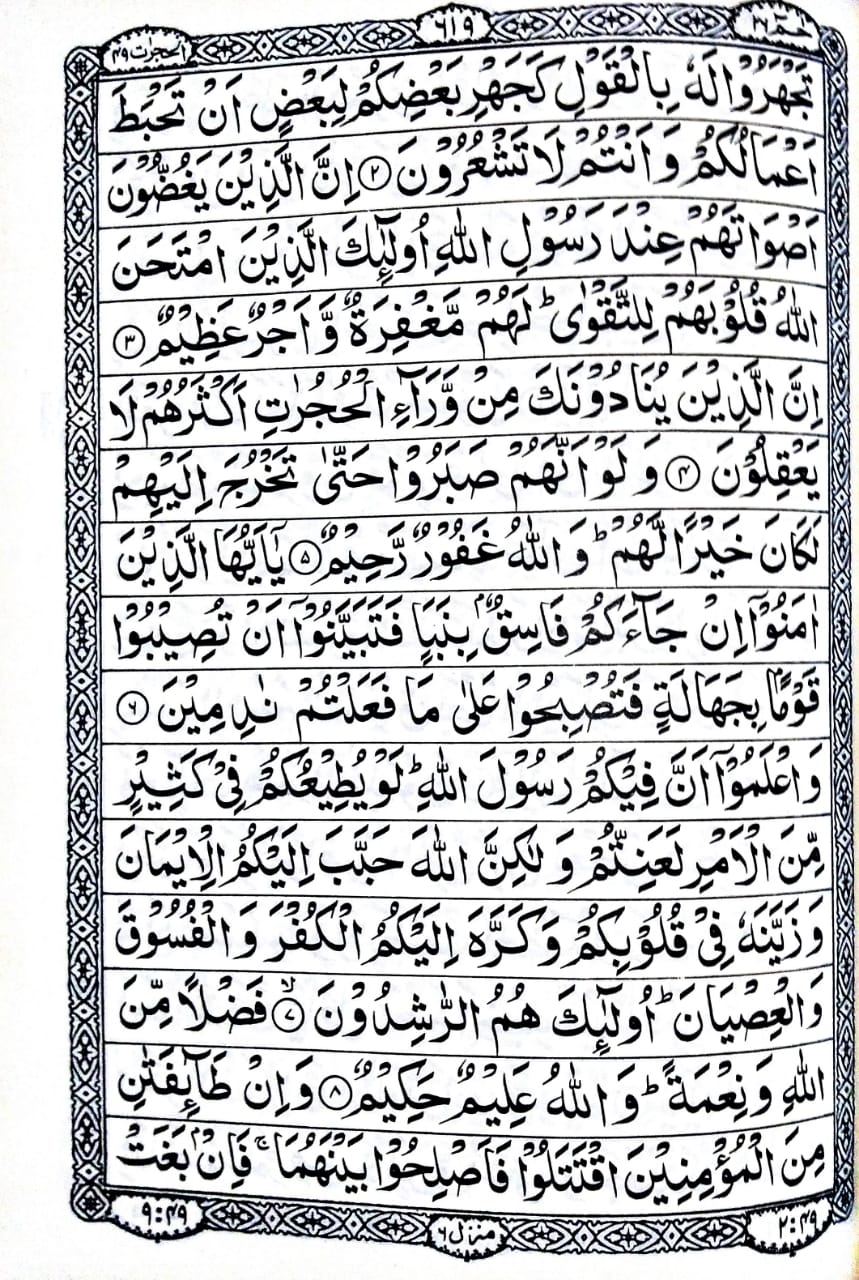 حٰمٓ ٢٦
٦١٩
الحجرات ٤٩
تَجْهَرُوْا لَهٗ بِالْقَوْلِ كَجَهْرِ بَعْضِكُمْ لِبَعْضٍ اَنْ تَحْبَطَ
اَعْمَالُكُمْ وَ اَنْتُمْ لَا تَشْعُرُوْنَ ۝٢ اِنَّ الَّذِيْنَ يَغُضُّوْنَ
اَصْوَاتَهُمْ عِنْدَ رَسُوْلِ اللّٰهِ اُولٰٓئِكَ الَّذِيْنَ امْتَحَنَ
اللّٰهُ قُلُوْبَهُمْ لِلتَّقْوٰى ؕ لَهُمْ مَّغْفِرَةٌ وَّ اَجْرٌ عَظِيْمٌ ۝٣
اِنَّ الَّذِيْنَ يُنَادُوْنَكَ مِنْ وَّرَآءِ الْحُجُرٰتِ اَكْثَرُهُمْ لَا
يَعْقِلُوْنَ ۝٤ وَ لَوْ اَنَّهُمْ صَبَرُوْا حَتّٰى تَخْرُجَ اِلَيْهِمْ
لَكَانَ خَيْرًا لَّهُمْ ؕ وَ اللّٰهُ غَفُوْرٌ رَّحِيْمٌ ۝٥ يٰۤاَيُّهَا الَّذِيْنَ
اٰمَنُوْۤا اِنْ جَآءَكُمْ فَاسِقٌۢ بِنَبَاٍ فَتَبَيَّنُوْۤا اَنْ تُصِيْبُوْا
قَوْمًۢا بِجَهَالَةٍ فَتُصْبِحُوْا عَلٰى مَا فَعَلْتُمْ نٰدِمِيْنَ ۝٦
وَ اعْلَمُوْۤا اَنَّ فِيْكُمْ رَسُوْلَ اللّٰهِ ؕ لَوْ يُطِيْعُكُمْ فِيْ كَثِيْرٍ
مِّنَ الْاَمْرِ لَعَنِتُّمْ وَ لٰكِنَّ اللّٰهَ حَبَّبَ اِلَيْكُمُ الْاِيْمَانَ
وَ زَيَّنَهٗ فِيْ قُلُوْبِكُمْ وَ كَرَّهَ اِلَيْكُمُ الْكُفْرَ وَ الْفُسُوْقَ
وَ الْعِصْيَانَ ؕ اُولٰٓئِكَ هُمُ الرّٰشِدُوْنَ ۝٧ۙ فَضْلًا مِّنَ
اللّٰهِ وَ نِعْمَةً ؕ وَ اللّٰهُ عَلِيْمٌ حَكِيْمٌ ۝٨ وَ اِنْ طَآئِفَتٰنِ
مِنَ الْمُؤْمِنِيْنَ اقْتَتَلُوْا فَاَصْلِحُوْا بَيْنَهُمَا ۚ فَاِنْۢ بَغَتْ
٢:٤٩
منزل ٦
٩:٤٩